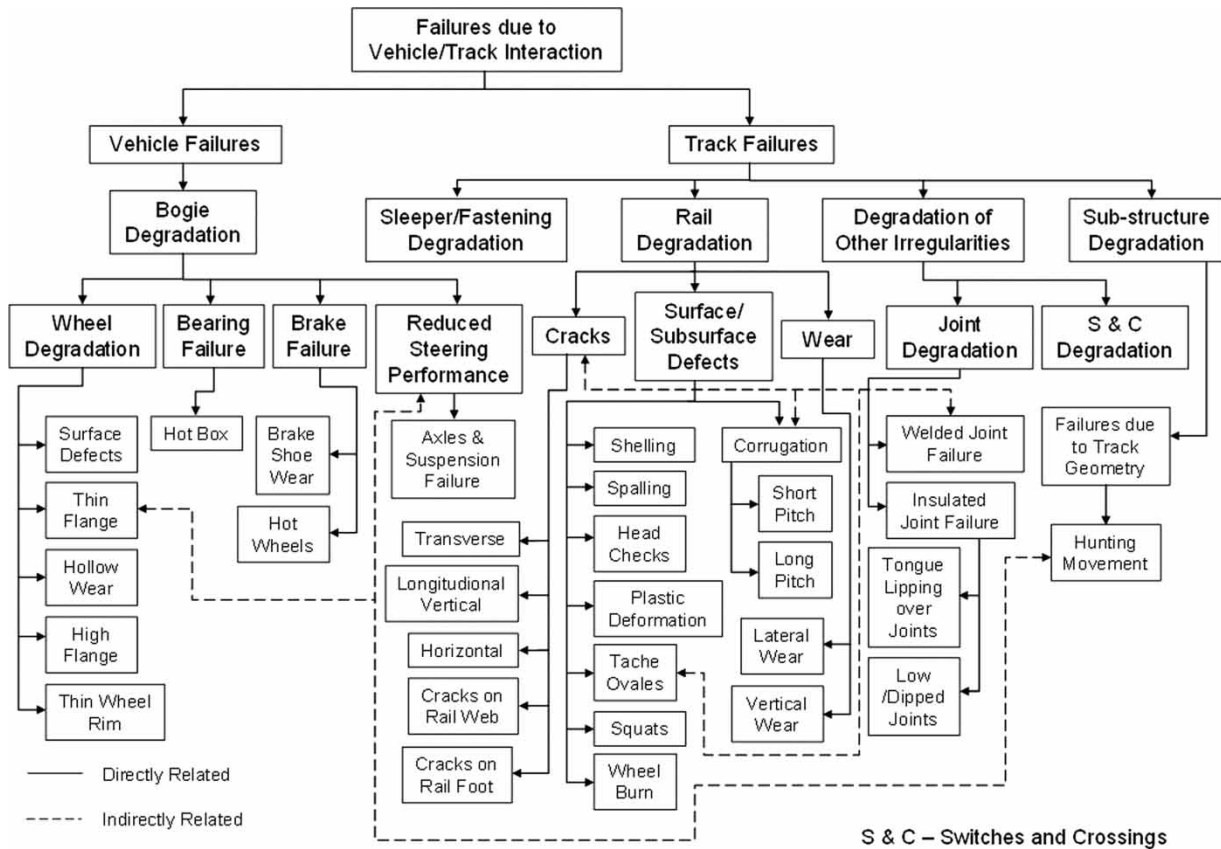 Failures due to
Vehicle/Track Interaction
Vehicle Failures
Track Failures
Bogie
Degradation
Sleeper/Fastening
Degradation
Rail
Degradation
Degradation of
Other Irregularities
Sub-structure
Degradation
Wheel
Degradation
Bearing
Failure
Brake
Failure
Reduced
Steering
Performance
Cracks
Surface/
Subsurface
Defects
Wear
Joint
Degradation
S & C
Degradation
Surface
Defects
Thin
Flange
Hollow
Wear
High
Flange
Thin Wheel
Rim
Hot Box
Brake
Shoe
Wear
Hot
Wheels
Axles &
Suspension
Failure
Transverse
Longitudional
Vertical
Horizontal
Cracks on
Rail Web
Cracks on
Rail Foot
Shelling
Spalling
Head
Checks
Plastic
Deformation
Tache
Ovales
Squats
Wheel
Burn
Corrugation
Short
Pitch
Long
Pitch
Lateral
Wear
Vertical
Wear
Welded Joint
Failure
Insulated
Joint Failure
Tongue
Lipping over
Joints
Low
/Dipped
Joints
Failures due
to Track
Geometry
Hunting
Movement
Directly Related
Indirectly Related
S & C – Switches and Crossings